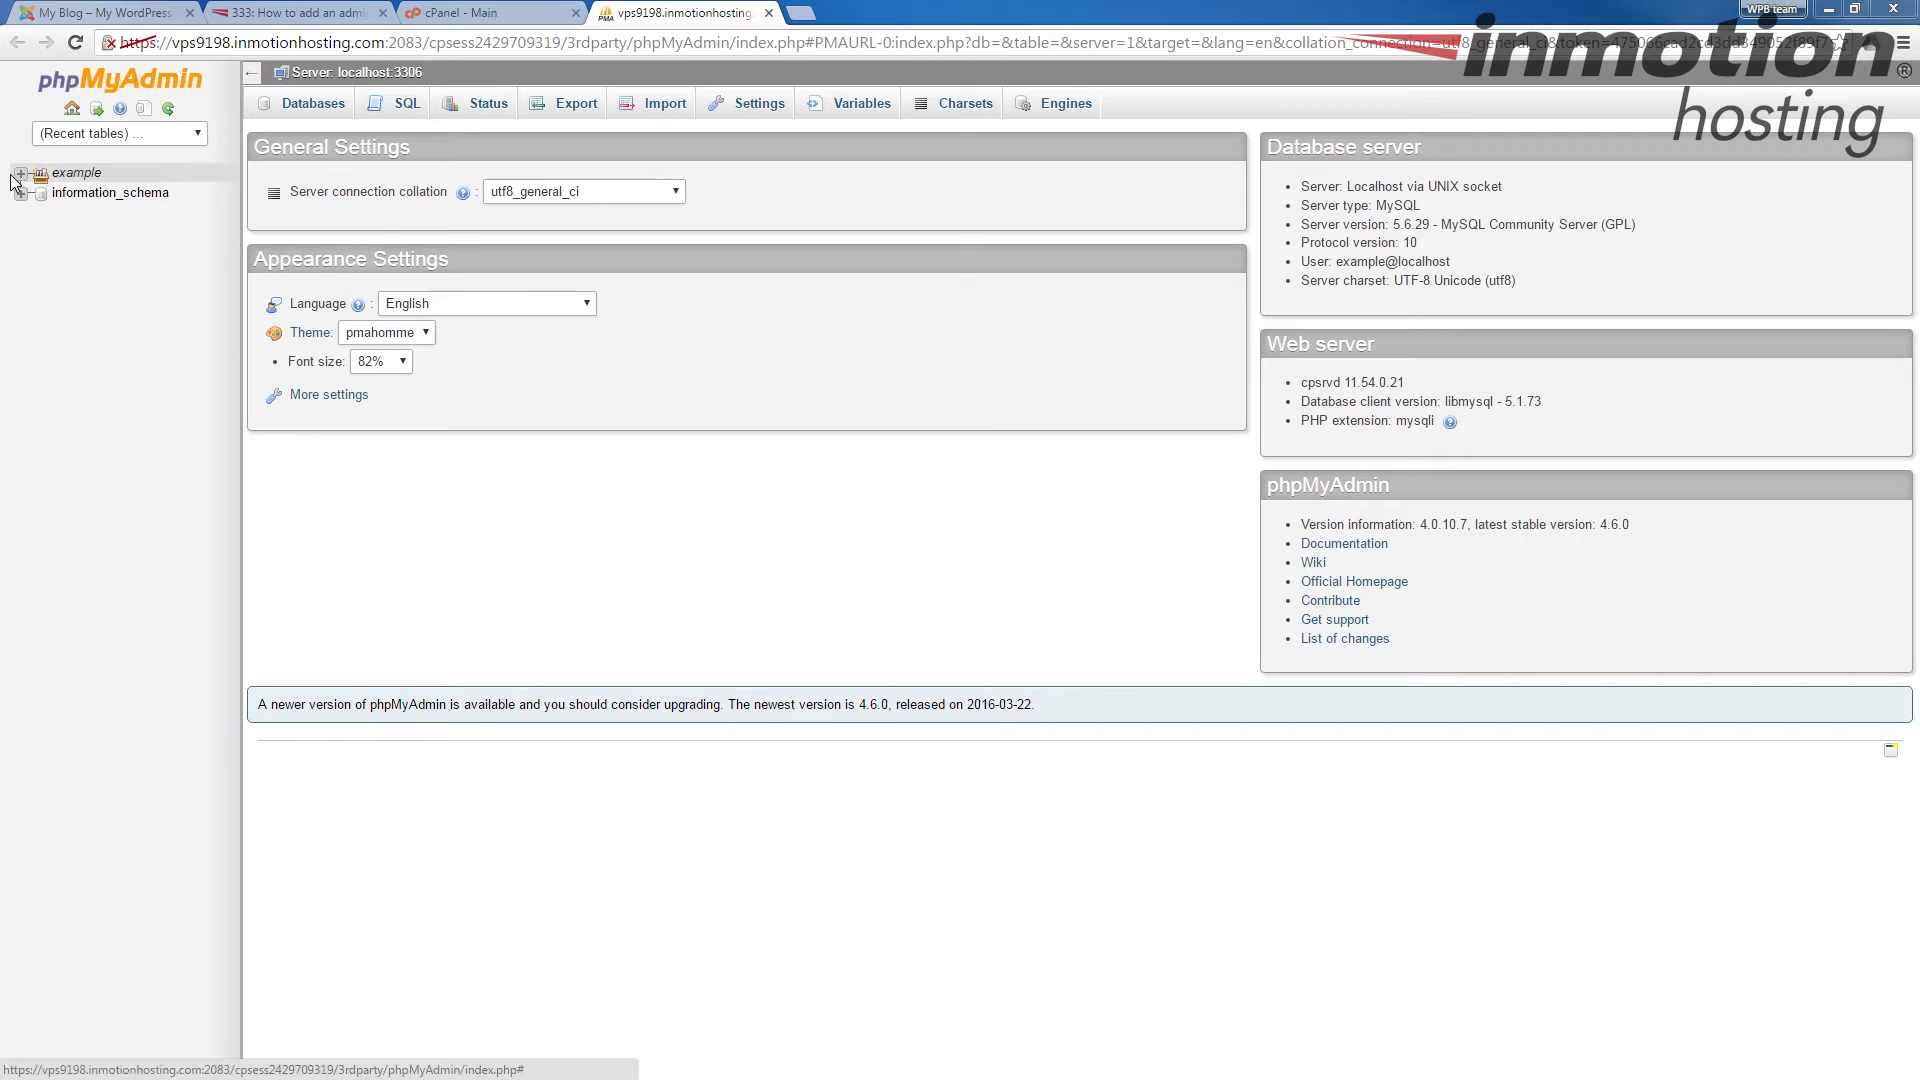 My Blog – My WordPress
333: How to add an admi
cPanel - Main
vps9198.inmotionhosting.
WPB team
https://vps9198.inmotionhosting.com:2083/cpsess2429709319/3rdparty/phpMyAdmin/index.php#PMAURL-0:index.php?db=&table=&server=1&target=&lang=en&collation_connection=utf8_general_ci&token=
inmotion
hosting
phpMyAdmin
Server: localhost:3306
(Recent tables) ...
Databases
SQL
Status
Export
Import
Settings
Variables
Charsets
Engines
example
information_schema
General Settings
Server connection collation : utf8_general_ci
Appearance Settings
Language : English
Theme: pmahomme
Font size: 82%
More settings
Database server
Server: Localhost via UNIX socket
Server type: MySQL
Server version: 5.6.29 - MySQL Community Server (GPL)
Protocol version: 10
User: example@localhost
Server charset: UTF-8 Unicode (utf8)
Web server
cpsrvd 11.54.0.21
Database client version: libmysql - 5.1.73
PHP extension: mysqli
phpMyAdmin
Version information: 4.0.10.7, latest stable version: 4.6.0
Documentation
Wiki
Official Homepage
Contribute
Get support
List of changes
A newer version of phpMyAdmin is available and you should consider upgrading. The newest version is 4.6.0, released on 2016-03-22.
https://vps9198.inmotionhosting.com:2083/cpsess2429709319/3rdparty/phpMyAdmin/index.php#